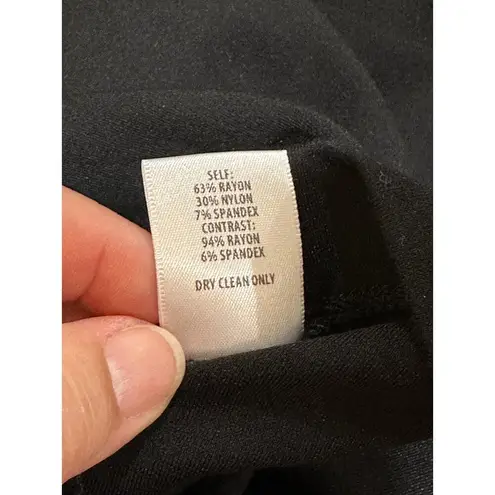 SELF:
63% RAYON
30% NYLON
7% SPANDEX
CONTRAST:
94% RAYON
6% SPANDEX
DRY CLEAN ONLY